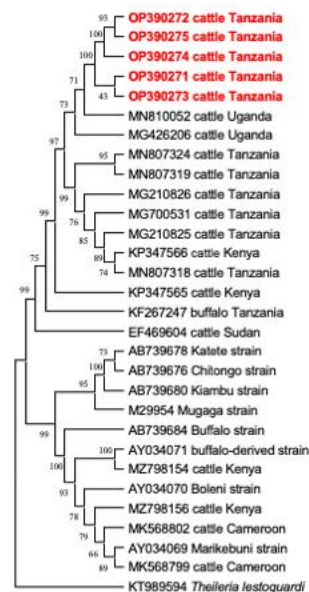 93
OP390272 cattle Tanzania
100
OP390275 cattle Tanzania
100
OP390274 cattle Tanzania
OP390271 cattle Tanzania
71
43
OP390273 cattle Tanzania
73
MN810052 cattle Uganda
MG426206 cattle Uganda
97
95
MN807324 cattle Tanzania
MN807319 cattle Tanzania
99
MG210826 cattle Tanzania
99
76
MG700531 cattle Tanzania
85
MG210825 cattle Tanzania
75
89
KP347566 cattle Kenya
74
MN807318 cattle Tanzania
99
KP347565 cattle Kenya
KF267247 buffalo Tanzania
EF469604 cattle Sudan
73
AB739678 Katete strain
100
AB739676 Chitongo strain
95
AB739680 Kiambu strain
M29954 Mugaga strain
99
AB739684 Buffalo strain
100
AY034071 buffalo-derived strain
100
MZ798154 cattle Kenya
93
AY034070 Boleni strain
78
MZ798156 cattle Kenya
79
MK568802 cattle Cameroon
66
AY034069 Marikebuni strain
89
MK568799 cattle Cameroon
KT989594 Theileria lestoquardi